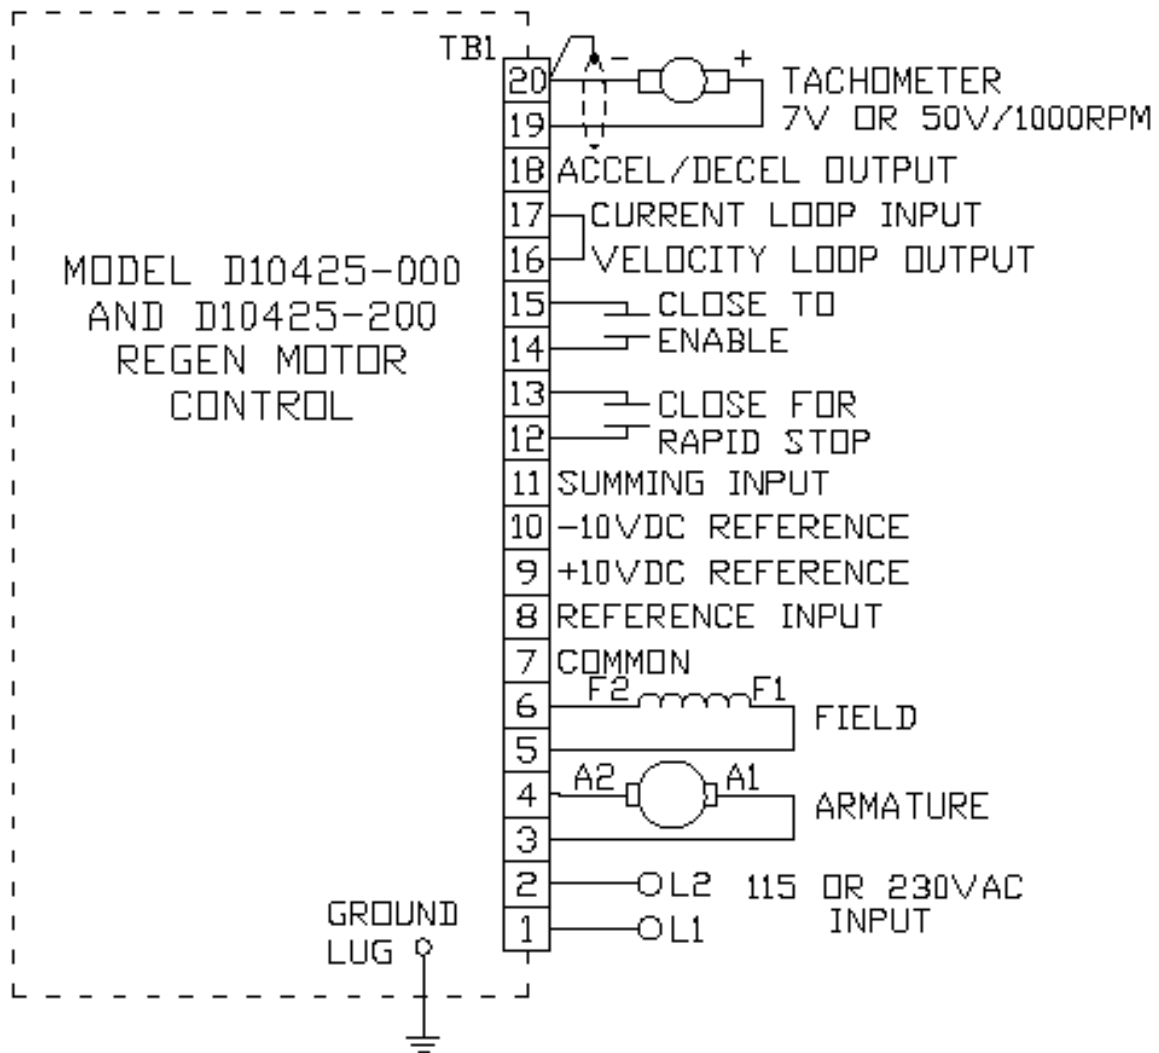 TB1
20 - +
TACHOMETER
7V OR 50V/1000RPM
19
18 ACCEL/DECEL OUTPUT
17 CURRENT LOOP INPUT
16 VELOCITY LOOP OUTPUT
MODEL D10425-000
AND D10425-200
REGEN MOTOR
CONTROL
15 CLOSE TO
14 ENABLE
13 CLOSE FOR
12 RAPID STOP
11 SUMMING INPUT
10 -10VDC REFERENCE
9 +10VDC REFERENCE
8 REFERENCE INPUT
7 COMMON
6 F2 F1
FIELD
5
4 A2 A1
ARMATURE
3
2 L2 115 OR 230VAC
1 L1 INPUT
GROUND
LUG